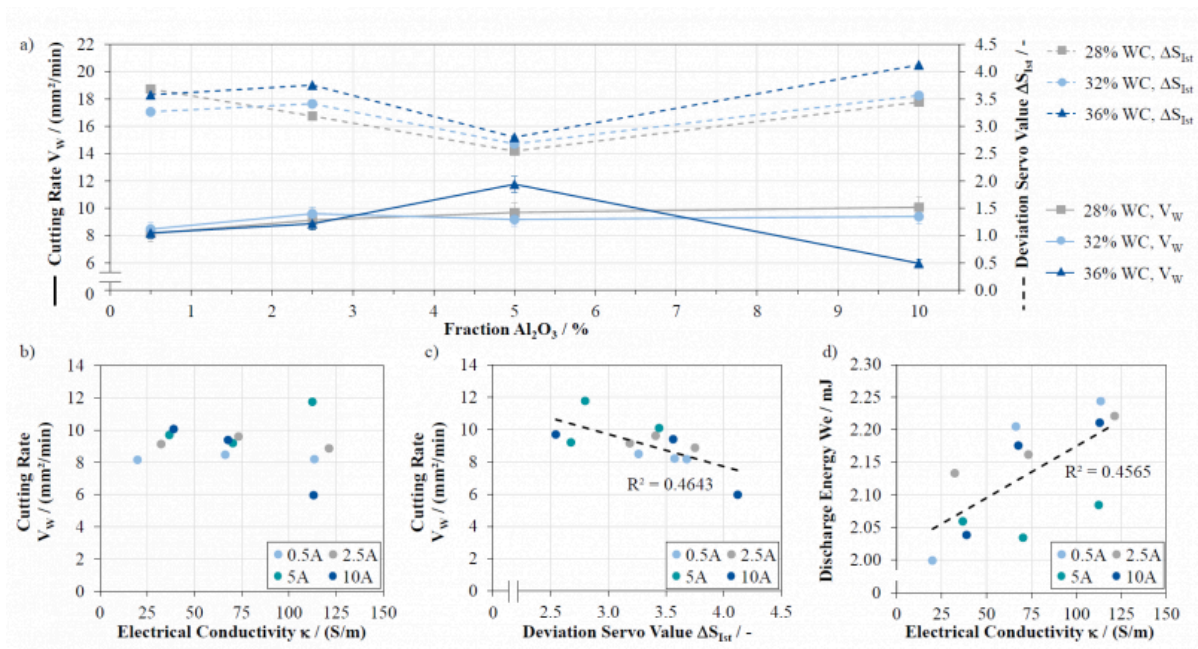 a)
Cutting Rate V_W / (mm²/min)
22
20
18
16
14
12
10
8
6
0
0 1 2 3 4 5 6 7 8 9 10
Fraction Al₂O₃ / %
4.5
4.0
3.5
3.0
2.5
2.0
1.5
1.0
0.5
0.0
Deviation Servo Value ΔS_Ist / -
28% WC, ΔS_Ist
32% WC, ΔS_Ist
36% WC, ΔS_Ist
28% WC, V_W
32% WC, V_W
36% WC, V_W
b)
Cutting Rate
V_W / (mm²/min)
14
12
10
8
6
4
2
0
0 25 50 75 100 125 150
Electrical Conductivity κ / (S/m)
0.5A 2.5A
5A 10A
c)
Cutting Rate
V_W / (mm²/min)
14
12
10
8
6
4
2
0
0 2.5 3.0 3.5 4.0 4.5
Deviation Servo Value ΔS_Ist / -
R² = 0.4643
0.5A 2.5A
5A 10A
d)
Discharge Energy We / mJ
2.30
2.25
2.20
2.15
2.10
2.05
2.00
0
0 25 50 75 100 125 150
Electrical Conductivity κ / (S/m)
R² = 0.4565
0.5A 2.5A
5A 10A